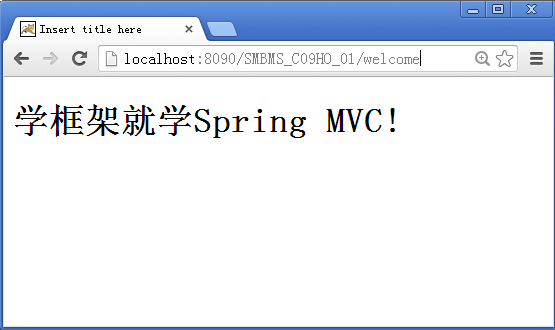 Insert title here
localhost:8090/SMBMS_C09HO_01/welcome
学框架就学Spring MVC!